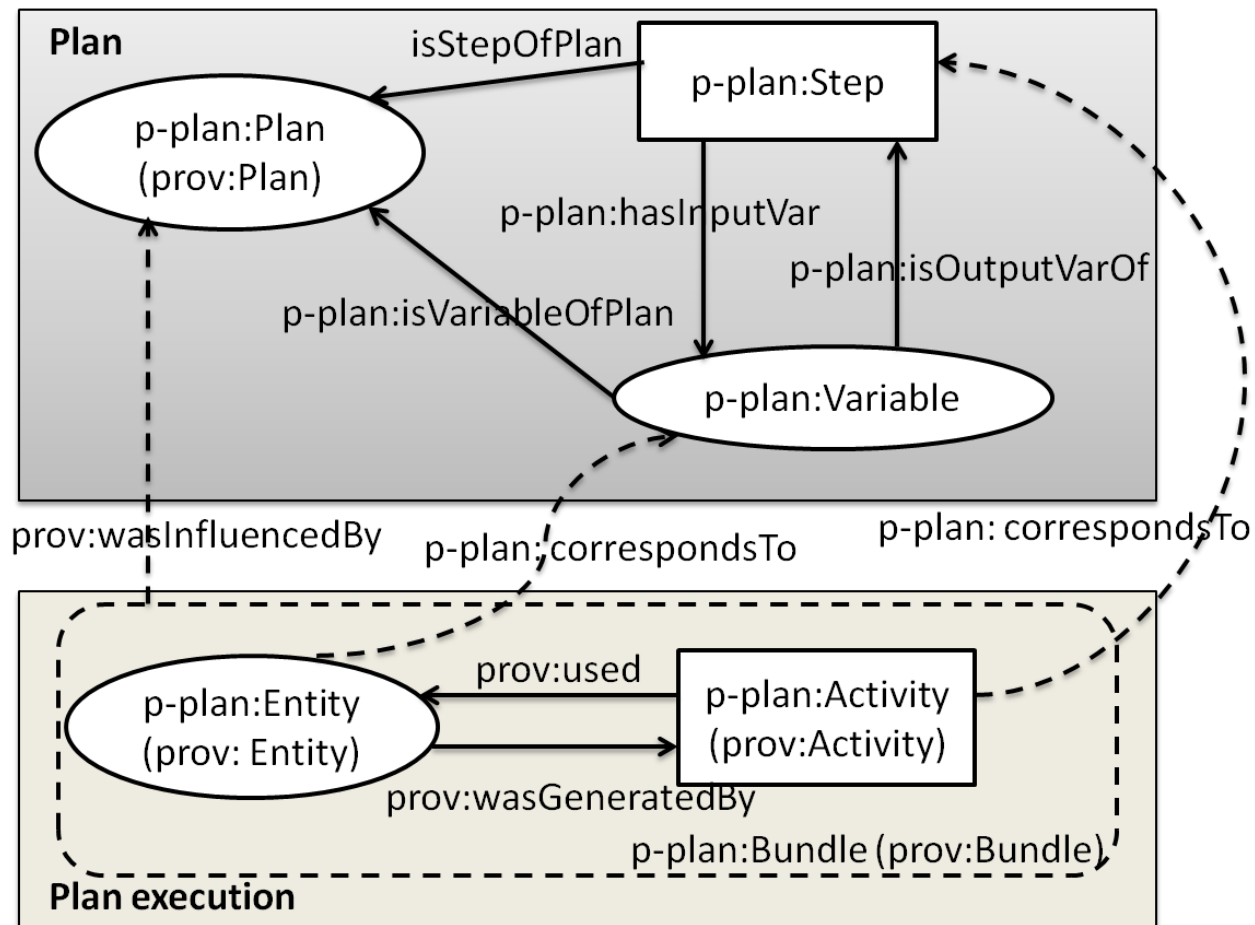 Plan
isStepOfPlan
p-plan:Step
p-plan:Plan
(prov:Plan)
p-plan:hasInputVar
p-plan:isOutputVarOf
p-plan:isVariableOfPlan
p-plan:Variable
prov:wasInfluencedBy
p-plan: correspondsTo
p-plan: correspondsTo
prov:used
p-plan:Entity
(prov: Entity)
p-plan:Activity
(prov:Activity)
prov:wasGeneratedBy
p-plan:Bundle (prov:Bundle)
Plan execution